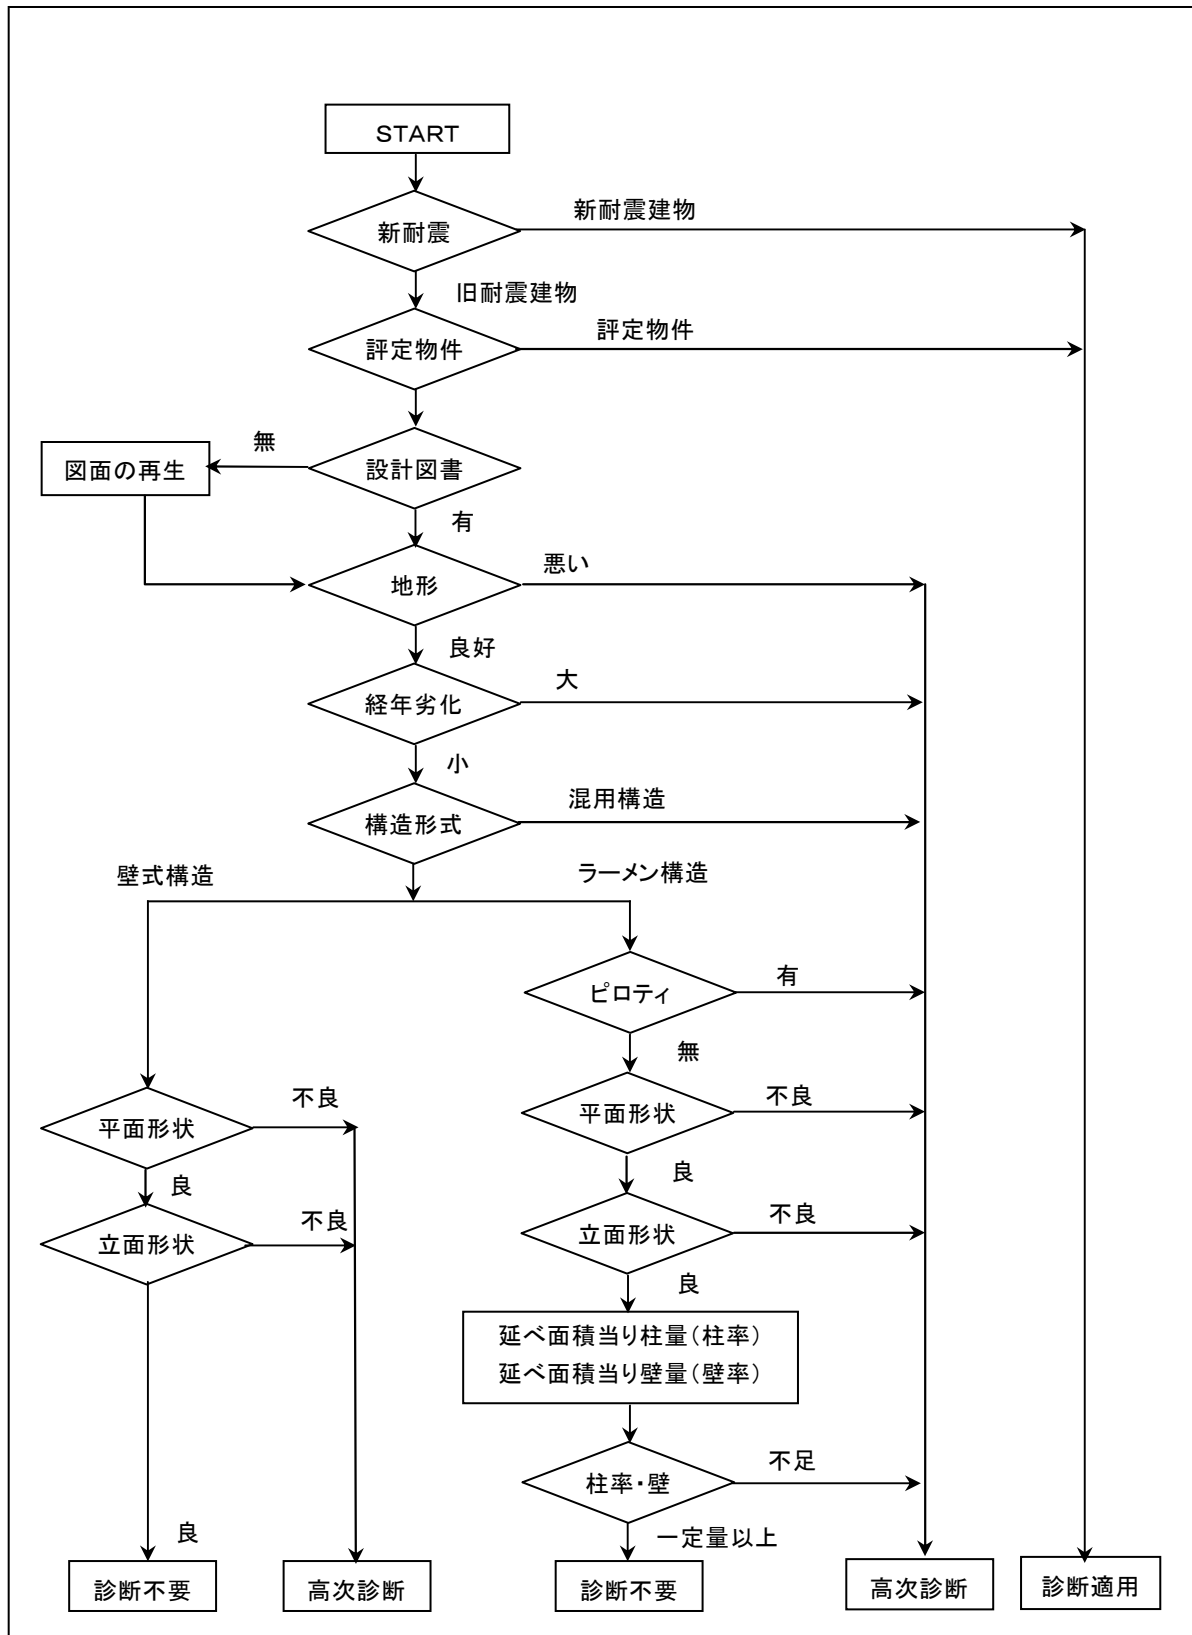 START
新耐震
新耐震建物
旧耐震建物
評定物件
評定物件
設計図書
無
図面の再生
有
地形
悪い
良好
経年劣化
大
小
構造形式
混用構造
壁式構造
ラーメン構造
ピロティ
有
無
平面形状
不良
良
立面形状
不良
良
平面形状
不良
良
立面形状
不良
良
延べ面積当り柱量(柱率)
延べ面積当り壁量(壁率)
柱率・壁
不足
一定量以上
診断不要
高次診断
診断不要
高次診断
診断適用